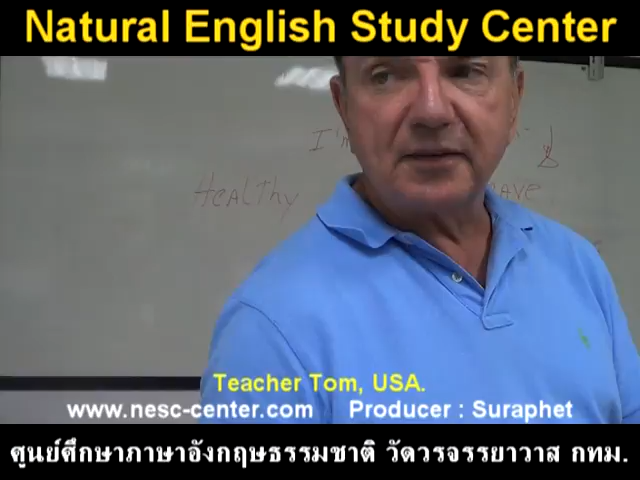 Natural English Study Center
I'm
Healthy
Teacher Tom, USA.
www.nesc-center.com Producer : Suraphet
ศูนย์ศึกษาภาษาอังกฤษธรรมชาติ วัดวรจรรยาวาส กทม.